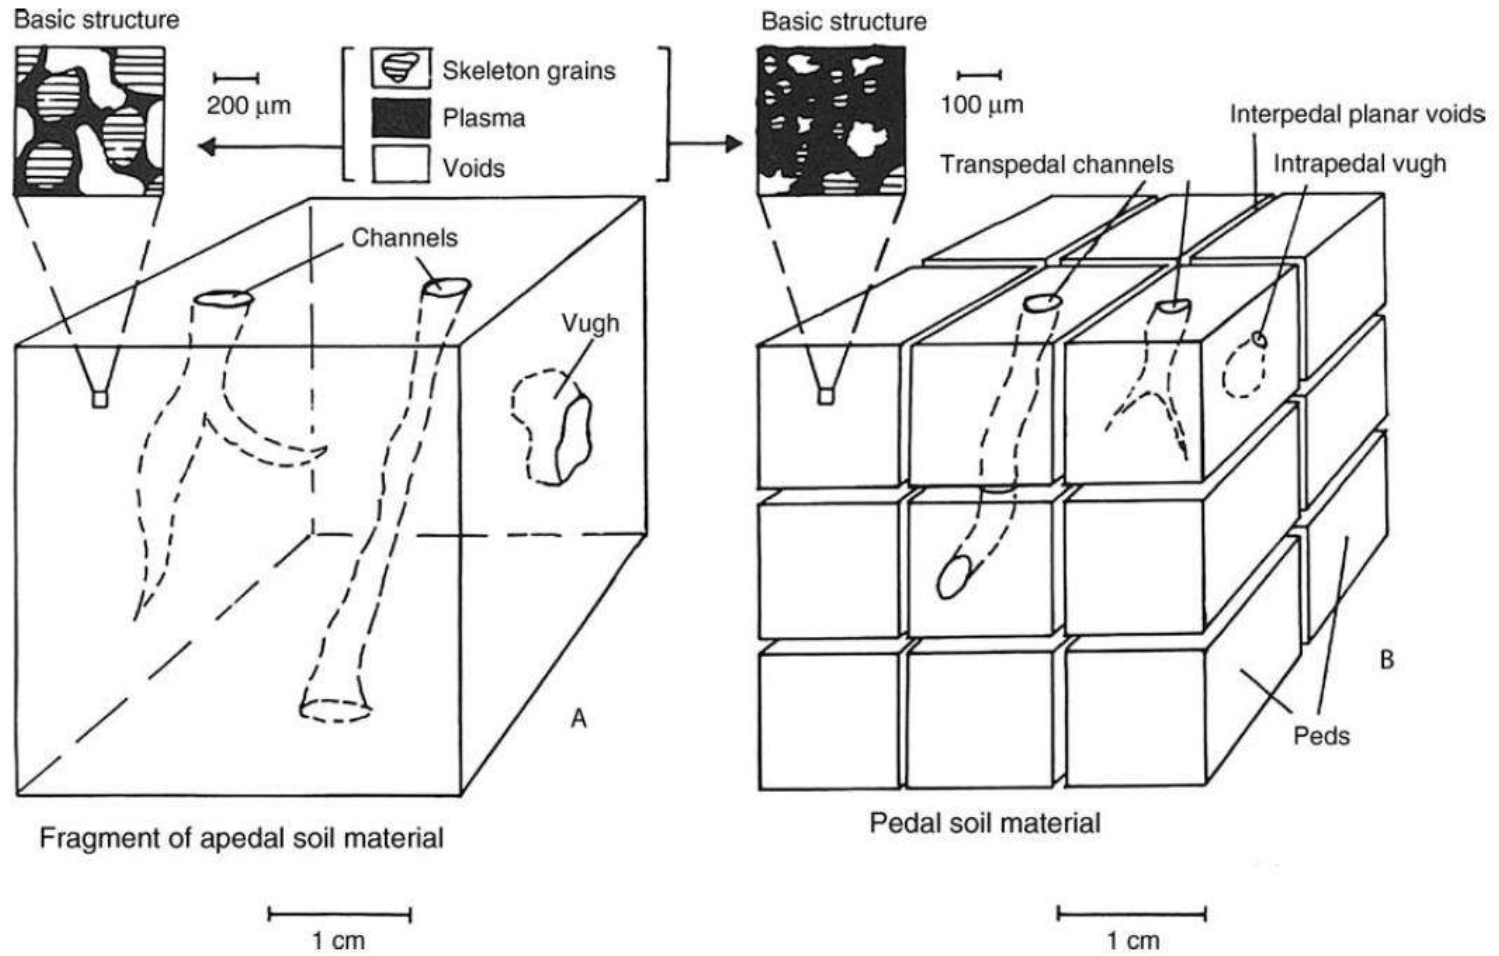 Basic structure
200 μm
Skeleton grains
Plasma
Voids
Channels
Vugh
A
Fragment of apedal soil material
1 cm
Basic structure
100 μm
Interpedal planar voids
Transpedal channels
Intrapedal vugh
B
Peds
Pedal soil material
1 cm